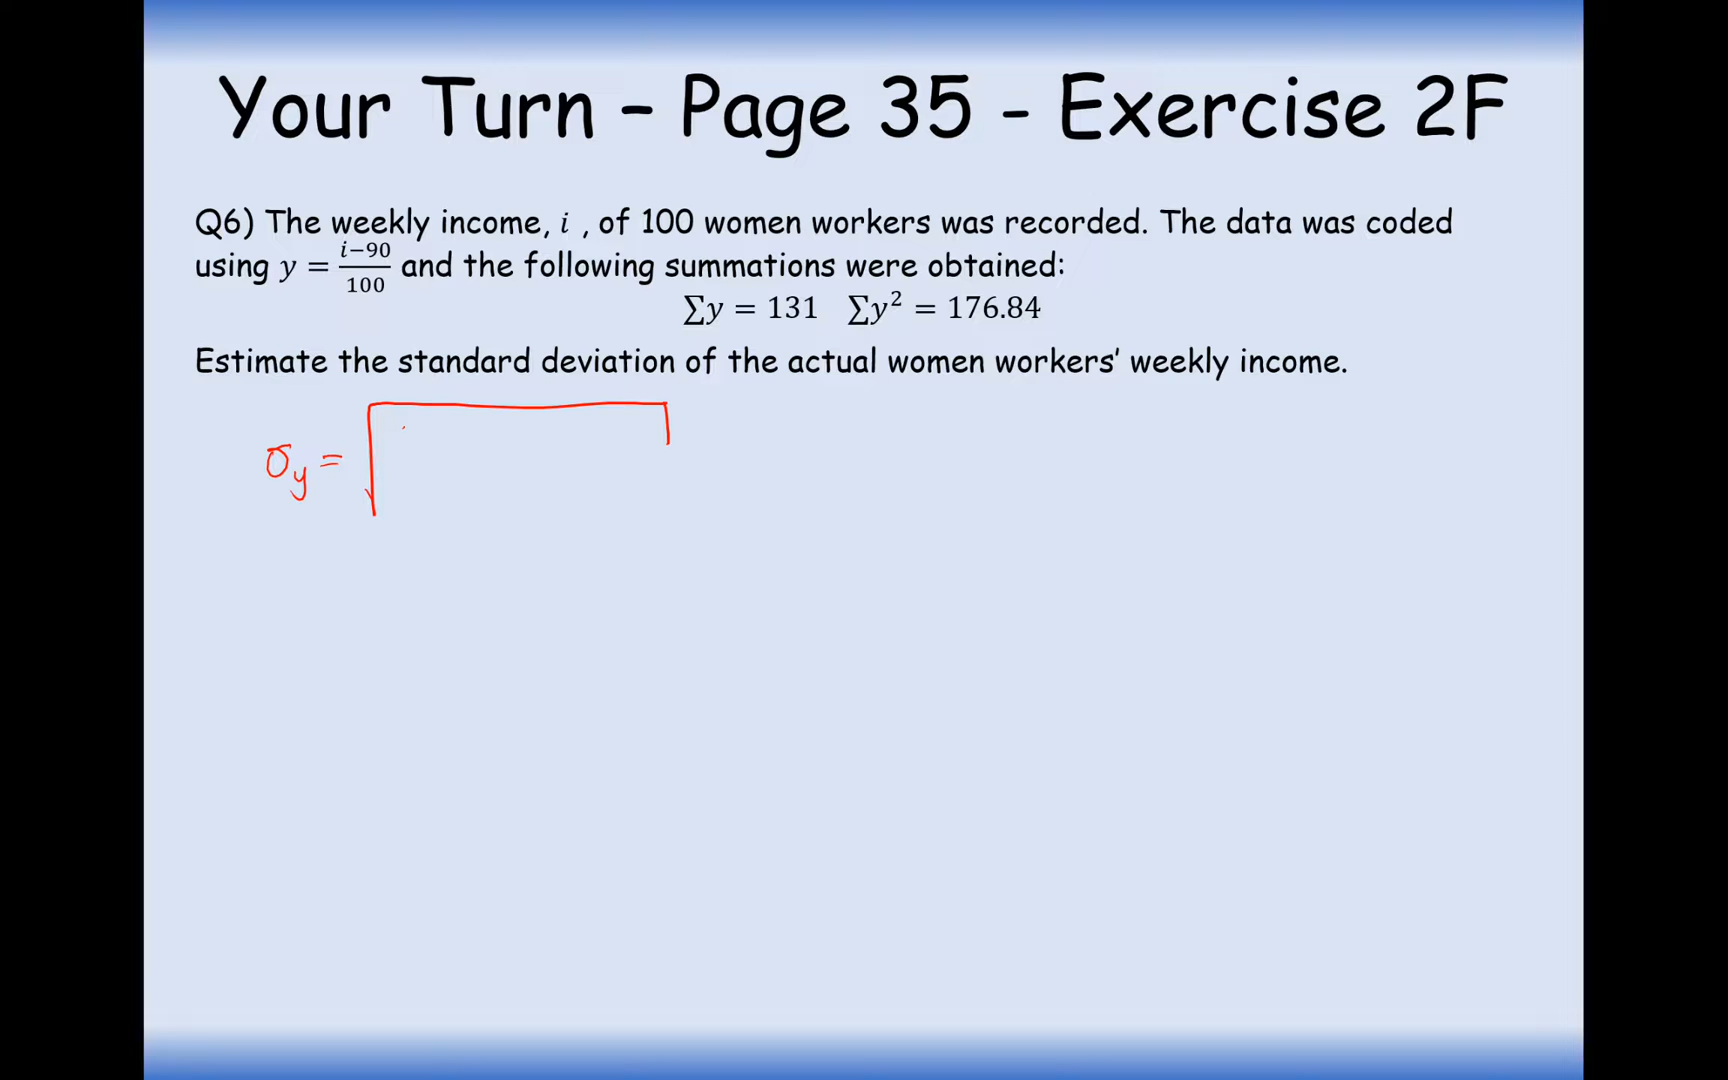 Your Turn – Page 35 - Exercise 2F
Q6) The weekly income, i , of 100 women workers was recorded. The data was coded
using y = (i−90)/100 and the following summations were obtained:
∑y = 131 ∑y² = 176.84
Estimate the standard deviation of the actual women workers’ weekly income.
σy = √